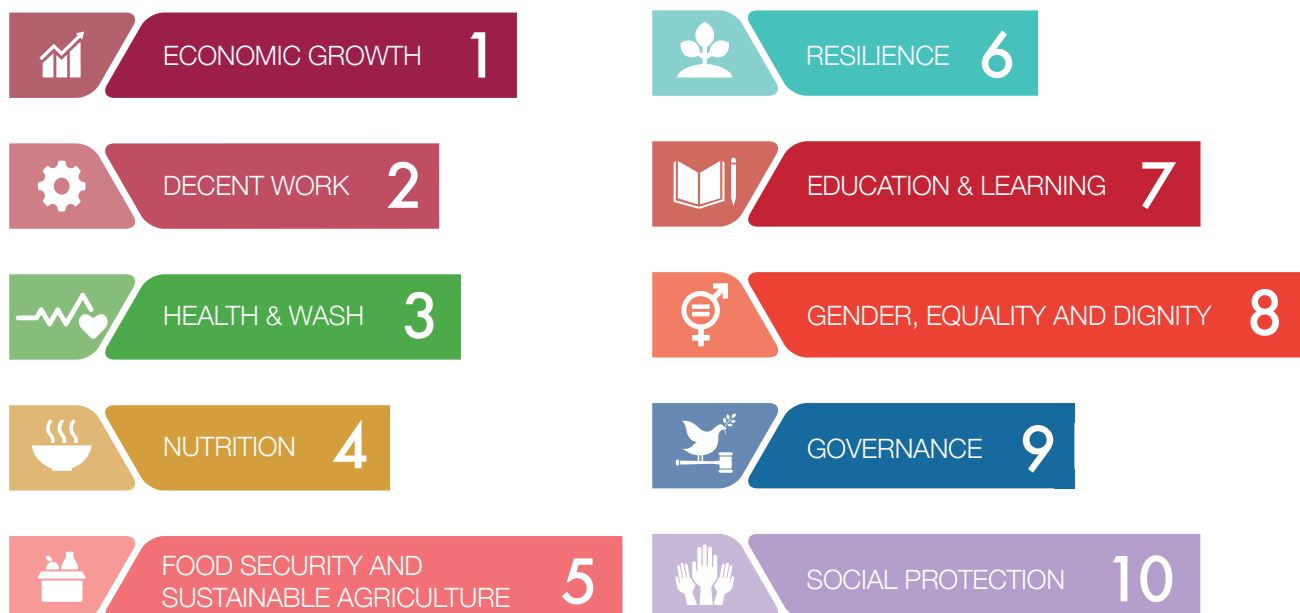 ECONOMIC GROWTH 1
DECENT WORK 2
HEALTH & WASH 3
NUTRITION 4
FOOD SECURITY AND
SUSTAINABLE AGRICULTURE 5
RESILIENCE 6
EDUCATION & LEARNING 7
GENDER, EQUALITY AND DIGNITY 8
GOVERNANCE 9
SOCIAL PROTECTION 10